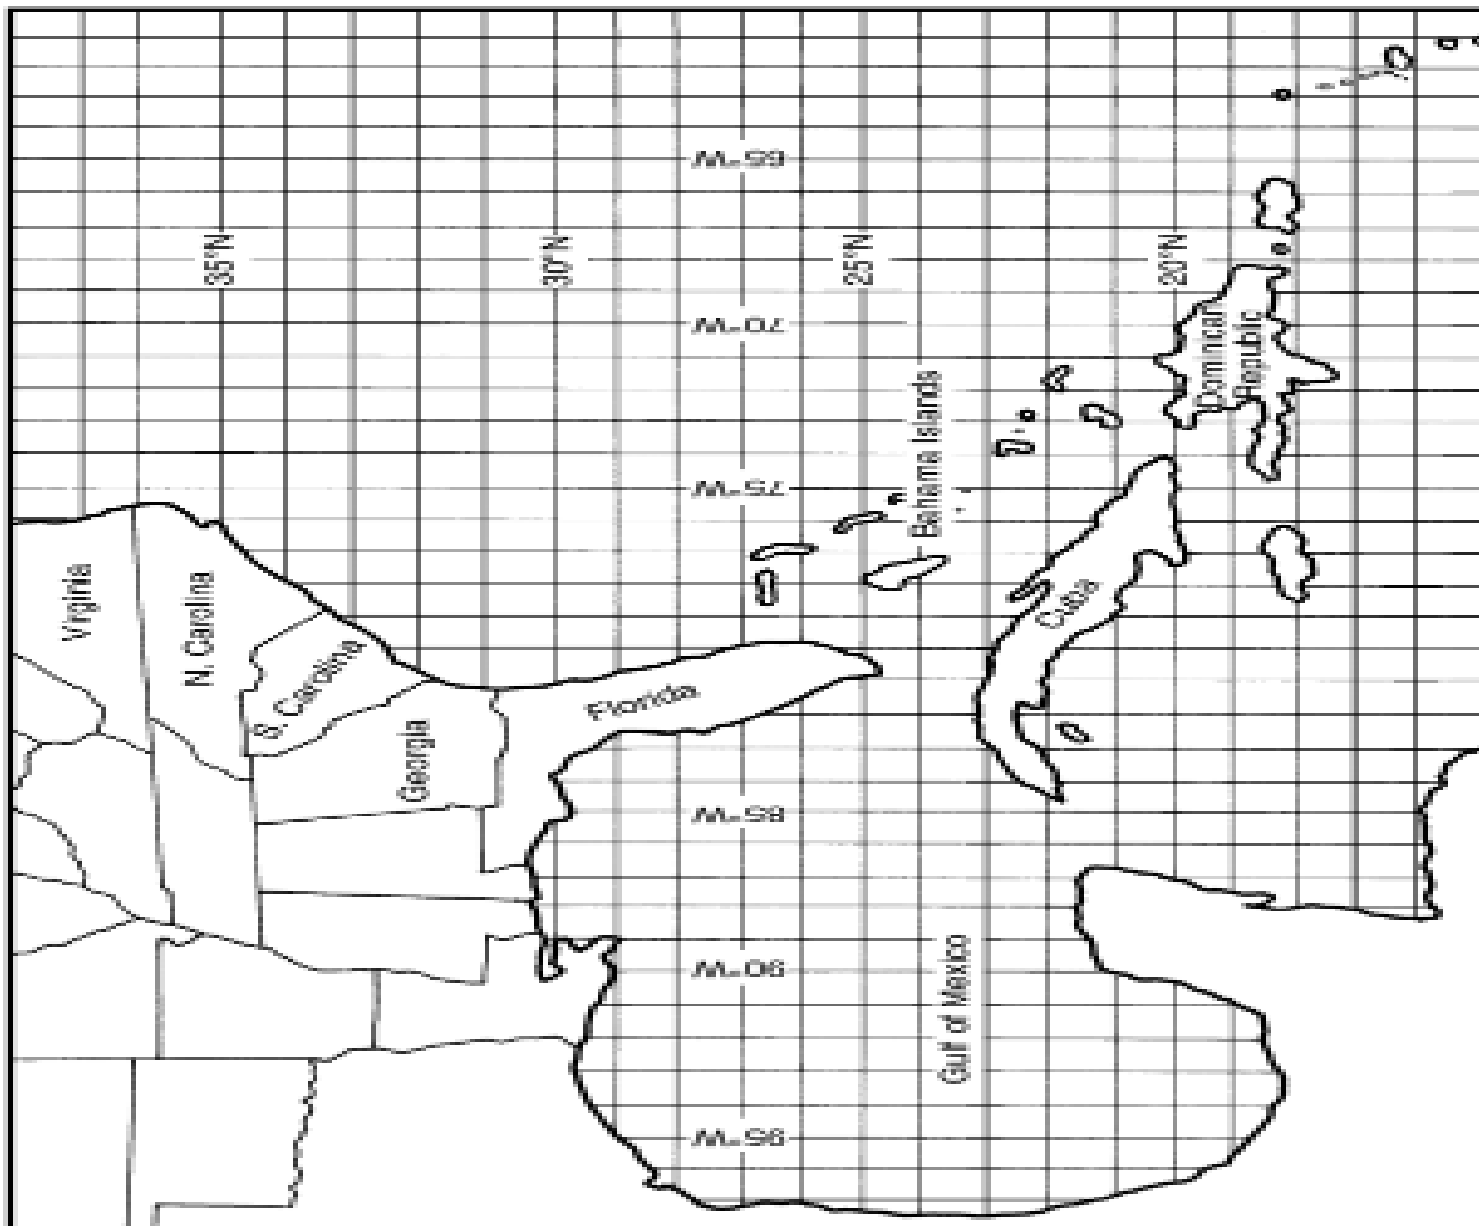 Virginia
N. Carolina
S. Carolina
Georgia
Florida
35°N
30°N
25°N
20°N
65°W
70°W
75°W
85°W
90°W
95°W
Bahama Islands
Cuba
Dominican
Republic
Gulf of Mexico